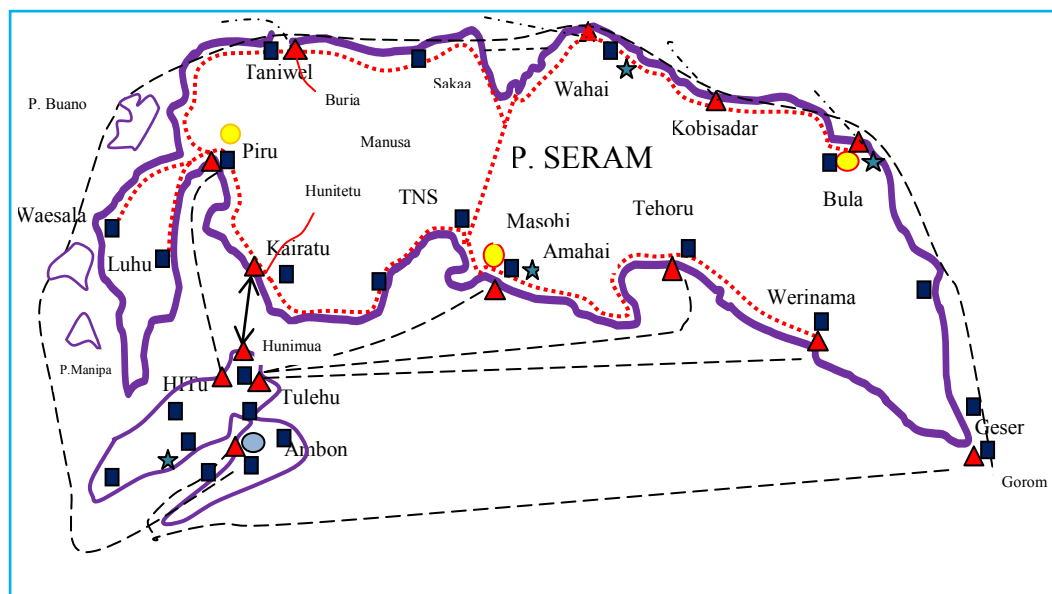 Taniwel
Sakaa
Wahai
P. Buano
Buria
Kobisadar
Manusa
Piru
P. SERAM
Hunitetu
TNS
Bula
Waesala
Masohi
Tehoru
Amahai
Luhu
Kairatu
Werinama
Hunimua
P.Manipa
HITu
Tulehu
Geser
Ambon
Gorom